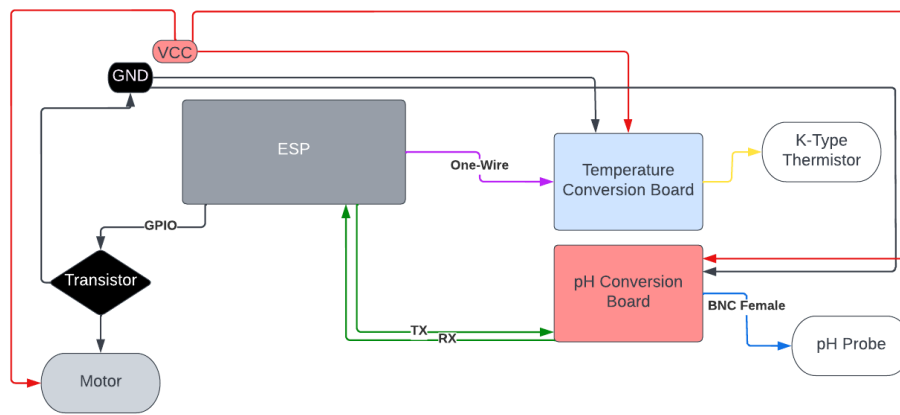 VCC
GND
ESP
One-Wire
Temperature
Conversion Board
K-Type
Thermistor
GPIO
Transistor
pH Conversion
Board
BNC Female
TX
RX
pH Probe
Motor